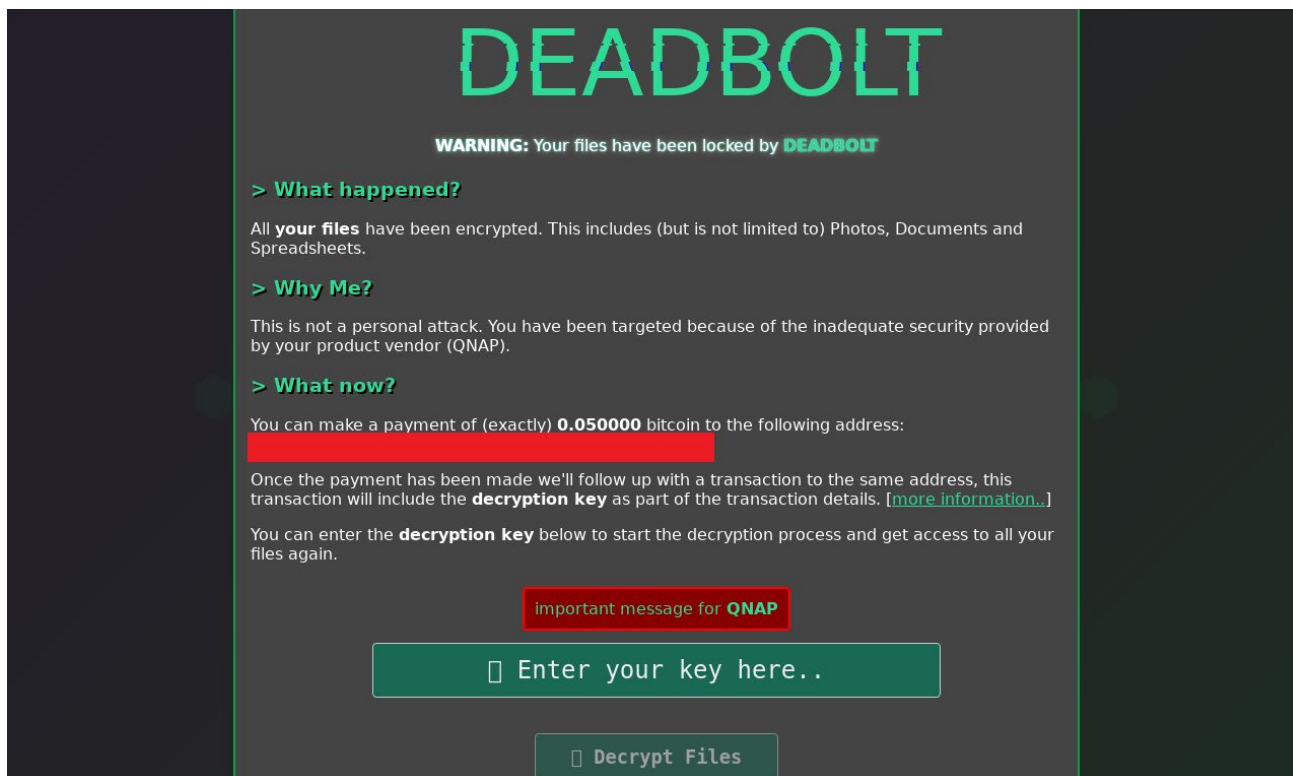 DEADBOLT
WARNING: Your files have been locked by DEADBOLT
> What happened?
All your files have been encrypted. This includes (but is not limited to) Photos, Documents and
Spreadsheets.
> Why Me?
This is not a personal attack. You have been targeted because of the inadequate security provided
by your product vendor (QNAP).
> What now?
You can make a payment of (exactly) 0.050000 bitcoin to the following address:
Once the payment has been made we'll follow up with a transaction to the same address, this
transaction will include the decryption key as part of the transaction details. [more information..]
You can enter the decryption key below to start the decryption process and get access to all your
files again.
important message for QNAP
Enter your key here..
Decrypt Files